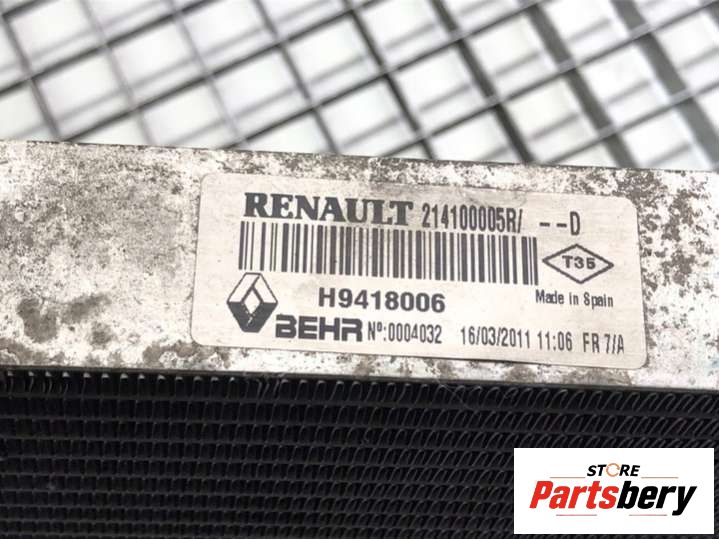 RENAULT 214100005R/ --D
T35
H9418006
Made in Spain
BEHR Nº:0004032 16/03/2011 11:06 FR 7/A
STORE
Partsbery